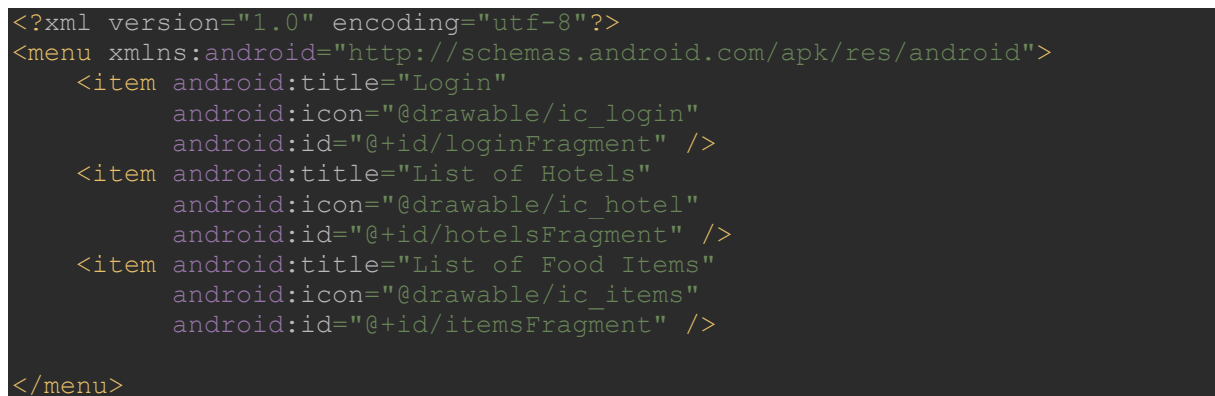 <?xml version="1.0" encoding="utf-8"?>
<menu xmlns:android="http://schemas.android.com/apk/res/android">
    <item android:title="Login"
          android:icon="@drawable/ic_login"
          android:id="@+id/loginFragment" />
    <item android:title="List of Hotels"
          android:icon="@drawable/ic_hotel"
          android:id="@+id/hotelsFragment" />
    <item android:title="List of Food Items"
          android:icon="@drawable/ic_items"
          android:id="@+id/itemsFragment" />

</menu>